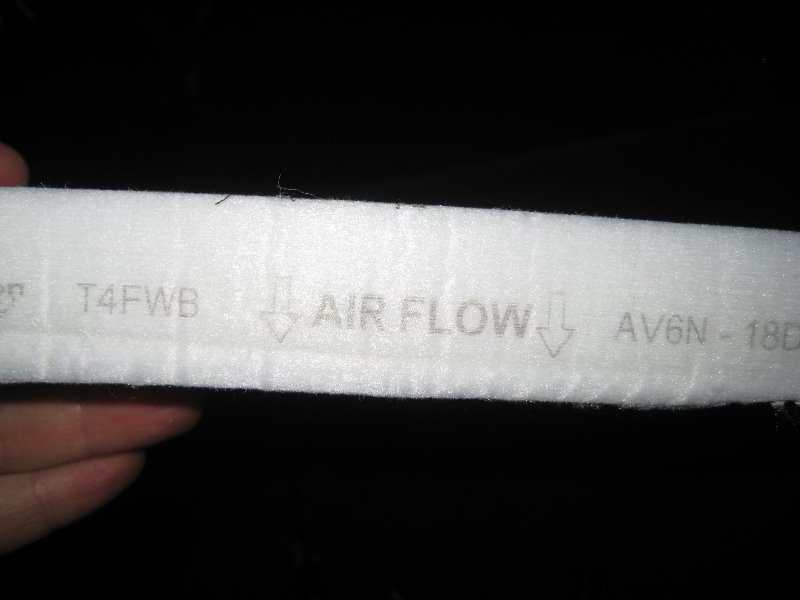 T4FWB AIR FLOW AV6N - 18D